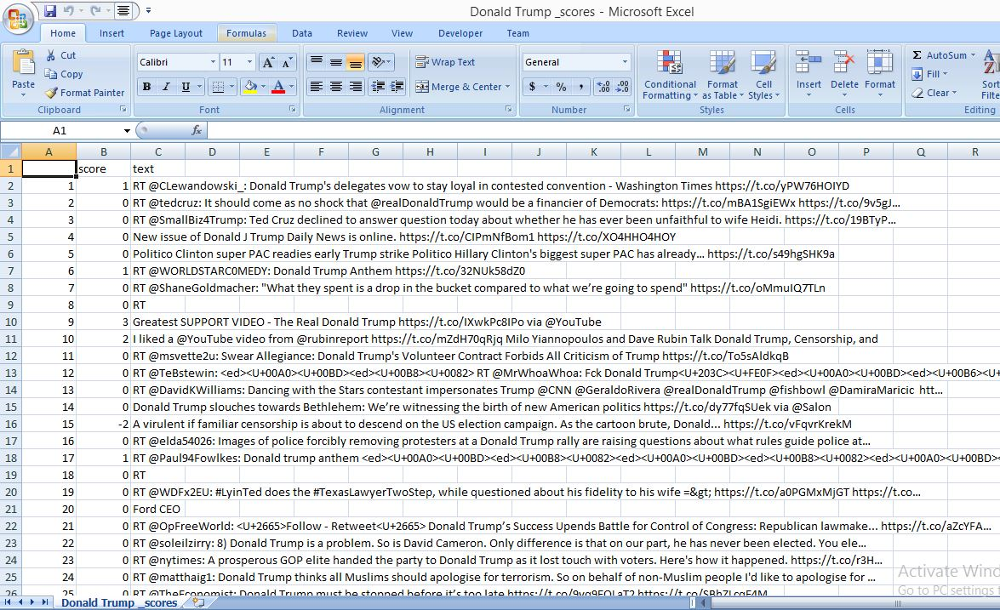 Donald Trump _scores - Microsoft Excel
Home Insert Page Layout Formulas Data Review View Developer Team
Paste Cut Copy Format Painter Clipboard
Calibri 11 A A B I U A Font
Wrap Text Merge & Center Alignment
General $ % , .00 .0 Number
Conditional Formatting Format as Table Cell Styles Styles
Insert Delete Format Cells
Σ AutoSum Fill Clear Editing
A1 fx
A B C D E F G H I J K L M N O P Q R
1 score text
2 1 1 RT @CLewandowski_: Donald Trump's delegates vow to stay loyal in contested convention - Washington Times https://t.co/yPW76HOIYD
3 2 0 RT @tedcruz: It should come as no shock that @realDonaldTrump would be a financier of Democrats: https://t.co/mBA1SgiEWx https://t.co/9v5gJ…
4 3 0 RT @SmallBiz4Trump: Ted Cruz declined to answer question today about whether he has ever been unfaithful to wife Heidi. https://t.co/19BTyP…
5 4 0 New issue of Donald J Trump Daily News is online. https://t.co/CIPmNfBom1 https://t.co/XO4HHO4HOY
6 5 0 Politico Clinton super PAC readies early Trump strike Politico Hillary Clinton's biggest super PAC has already… https://t.co/s49hgSHK9a
7 6 1 RT @WORLDSTARC0MEDY: Donald Trump Anthem https://t.co/32NUk58dZ0
8 7 0 RT @ShaneGoldmacher: "What they spent is a drop in the bucket compared to what we’re going to spend" https://t.co/oMmuIQ7TLn
9 8 0 RT
10 9 3 Greatest SUPPORT VIDEO - The Real Donald Trump https://t.co/IXwkPc8IPo via @YouTube
11 10 2 I liked a @YouTube video from @rubinreport https://t.co/mZdH70qRjq Milo Yiannopoulos and Dave Rubin Talk Donald Trump, Censorship, and
12 11 0 RT @msvette2u: Swear Allegiance: Donald Trump's Volunteer Contract Forbids All Criticism of Trump https://t.co/To5sAldkqB
13 12 0 RT @TeBstewin: <ed><U+00A0><U+00BD><ed><U+00B8><U+0082> RT @MrWhoaWhoa: Fck Donald Trump<U+203C><U+FE0F><ed><U+00A0><U+00BD><ed><U+00B6><U+
14 13 0 RT @DavidKWilliams: Dancing with the Stars contestant impersonates Trump @CNN @GeraldoRivera @realDonaldTrump @fishbowl @DamiraMaricic htt…
15 14 0 Donald Trump slouches towards Bethlehem: We’re witnessing the birth of new American politics https://t.co/dy77fqSUek via @Salon
16 15 -2 A virulent if familiar censorship is about to descend on the US election campaign. As the cartoon brute, Donald... https://t.co/vFqvrKrekM
17 16 0 RT @elda54026: Images of police forcibly removing protesters at a Donald Trump rally are raising questions about what rules guide police at…
18 17 1 RT @Paul94Fowlkes: Donald trump anthem <ed><U+00A0><U+00BD><ed><U+00B8><U+0082><ed><U+00A0><U+00BD><ed><U+00B8><U+0082><ed><U+00A0><U+00BD>
19 18 0 RT
20 19 0 RT @WDFx2EU: #LyinTed does the #TexasLawyerTwoStep, while questioned about his fidelity to his wife =&gt; https://t.co/a0PGMxMjGT https://t.co…
21 20 0 Ford CEO
22 21 0 RT @OpFreeWorld: <U+2665>Follow - Retweet<U+2665> Donald Trump’s Success Upends Battle for Control of Congress: Republican lawmake… https://t.co/aZcYFA…
23 22 0 RT @soleilzirry: 8) Donald Trump is a problem. So is David Cameron. Only difference is that on our part, he has never been elected. You ele…
24 23 0 RT @nytimes: A prosperous GOP elite handed the party to Donald Trump as it lost touch with voters. Here's how it happened. https://t.co/r3H…
25 24 0 RT @matthaig1: Donald Trump thinks all Muslims should apologise for terrorism. So on behalf of non-Muslim people I'd like to apologise for …
26 25 0 RT @TheEconomist: Donald Trump must be stopped before it’s too late
Activate Wind
Go to PC settings t
Donald Trump _scores